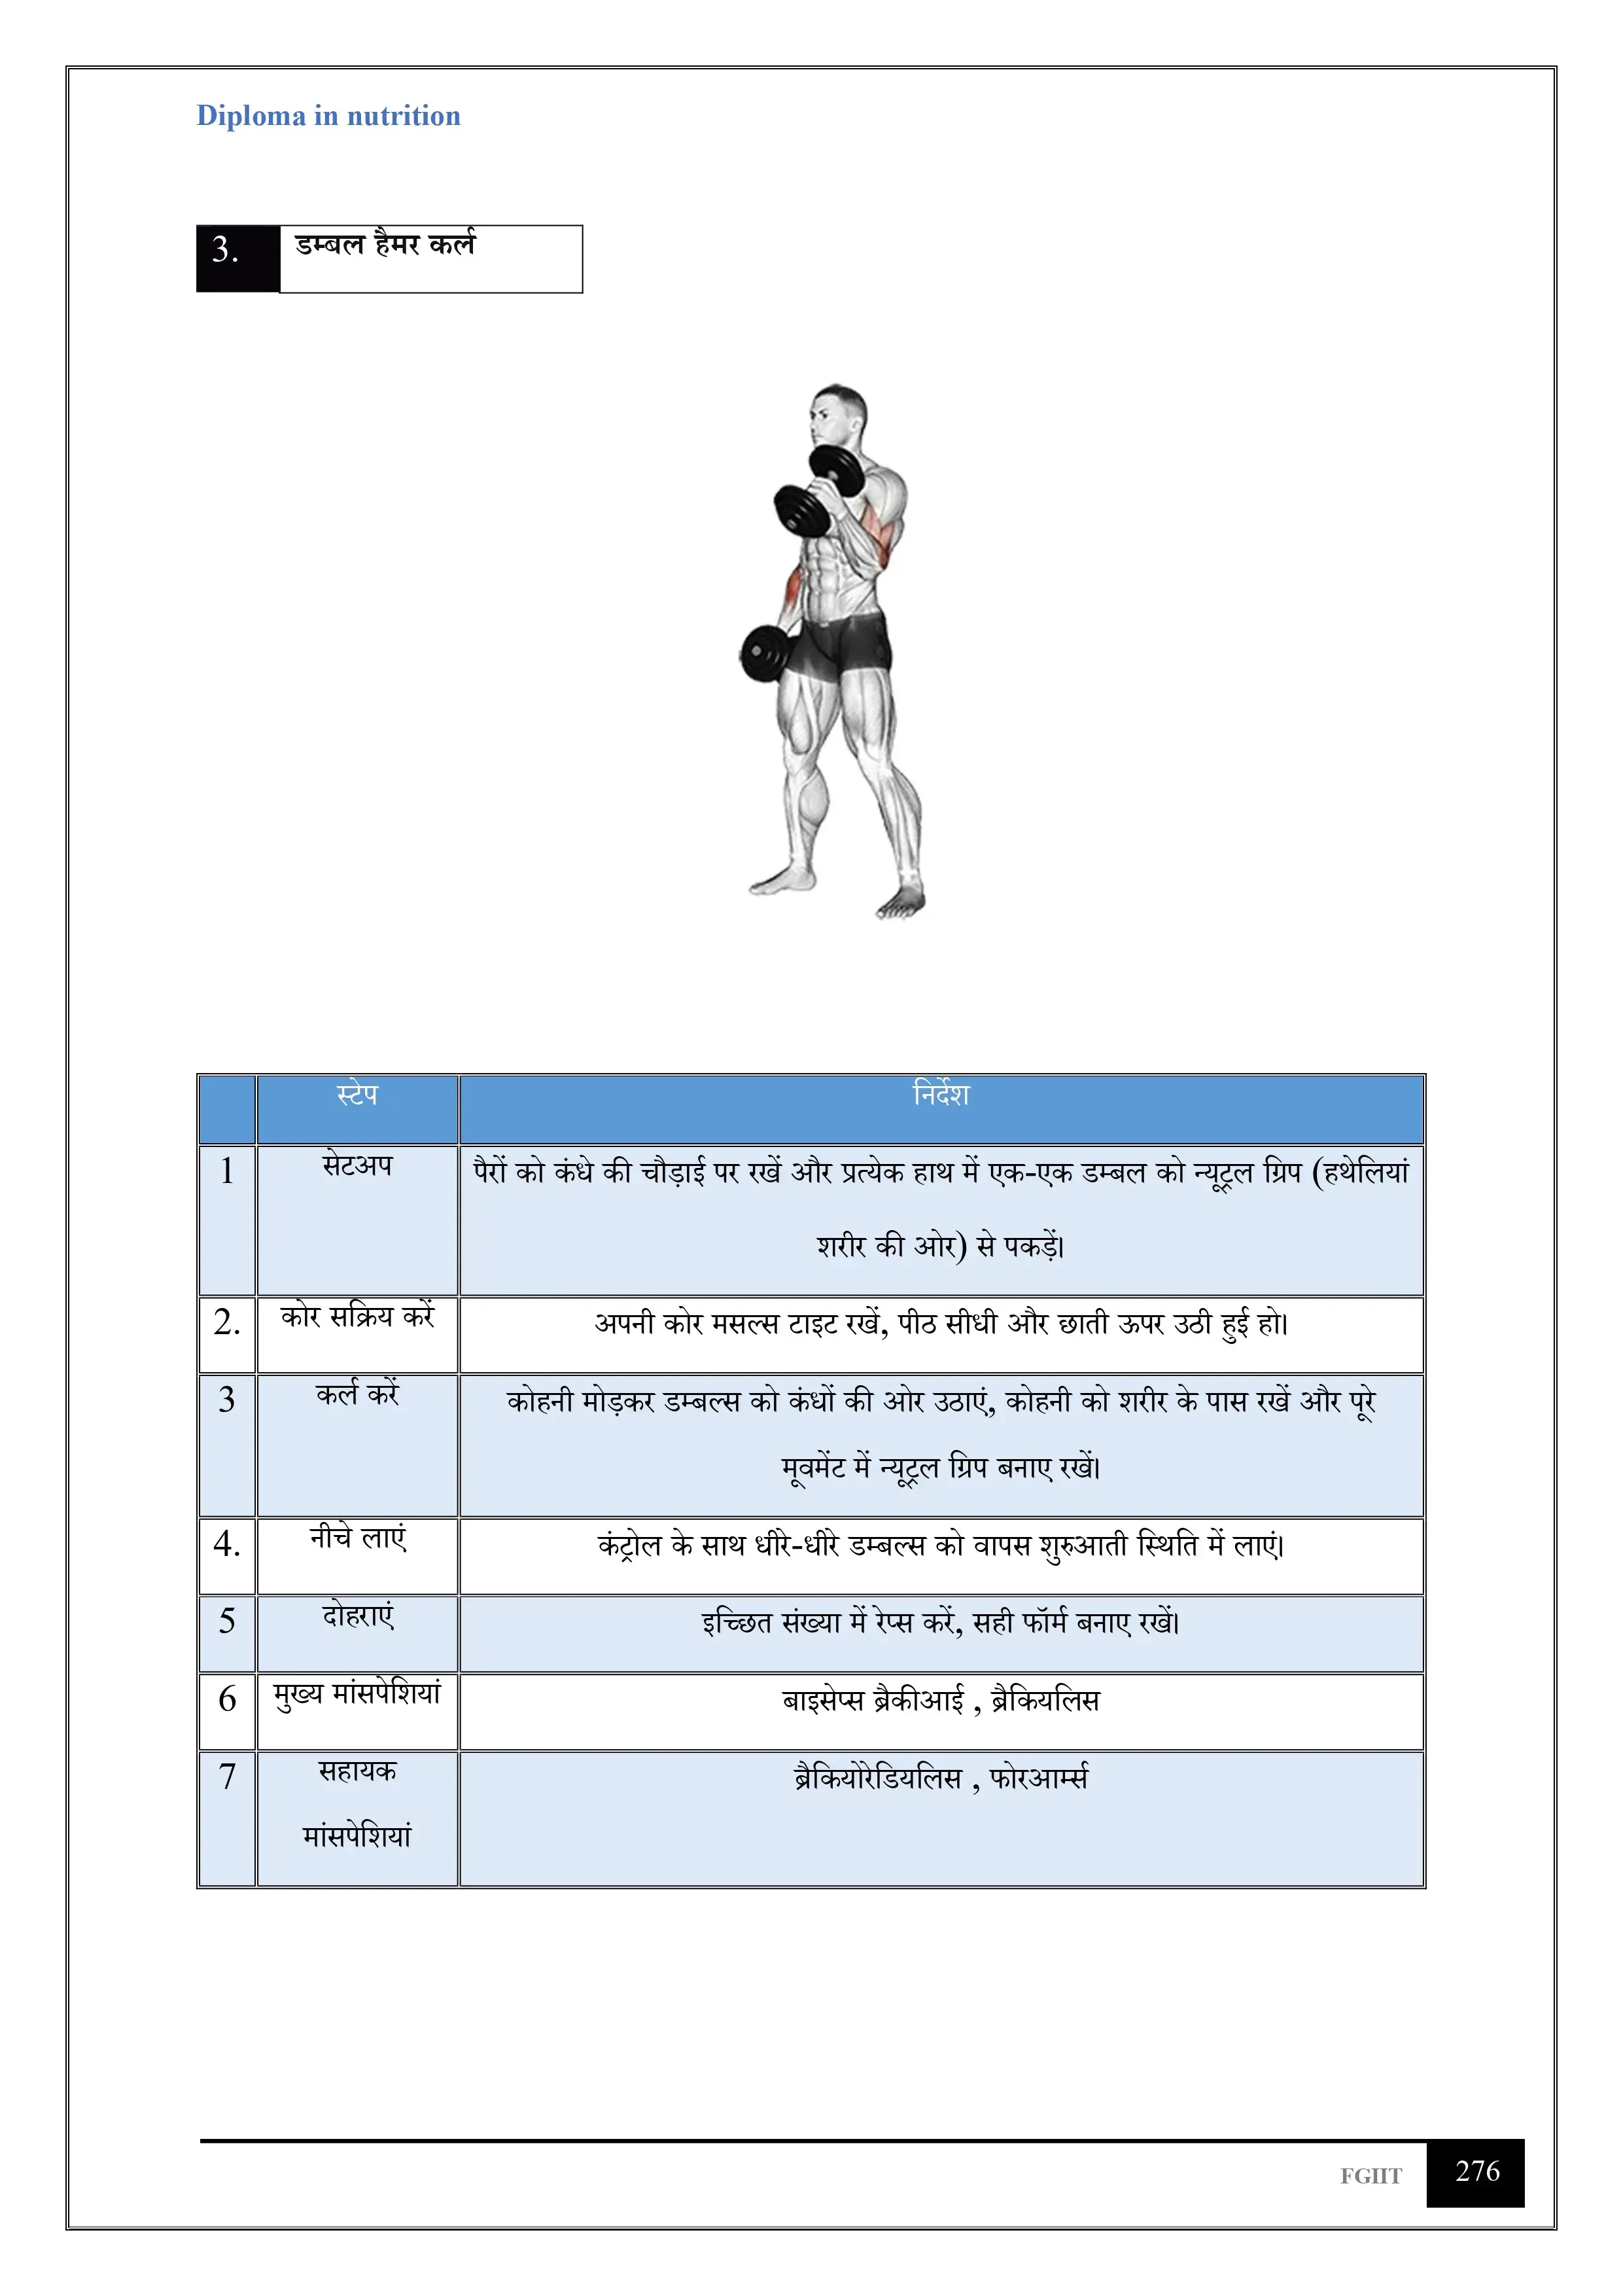 Diploma in nutrition
3. डम्बल हैमर कर्ल
स्टेप निर्देश
1 सेटअप पैरों को कंधे की चौड़ाई पर रखें और प्रत्येक हाथ में एक-एक डम्बल को न्यूट्रल ग्रिप (हथेलियां
शरीर की ओर) से पकड़ें।
2. कोर सक्रिय करें अपनी कोर मसल्स टाइट रखें, पीठ सीधी और छाती ऊपर उठी हुई हो।
3 कर्ल करें कोहनी मोड़कर डम्बल्स को कंधों की ओर उठाएं, कोहनी को शरीर के पास रखें और पूरे
मूवमेंट में न्यूट्रल ग्रिप बनाए रखें।
4. नीचे लाएं कंट्रोल के साथ धीरे-धीरे डम्बल्स को वापस शुरुआती स्थिति में लाएं।
5 दोहराएं इच्छित संख्या में रेप्स करें, सही फॉर्म बनाए रखें।
6 मुख्य मांसपेशियां बाइसेप्स ब्रैकीआई , ब्रैकियलिस
7 सहायक ब्रैकियोरेडियलिस , फोरआर्म्स
मांसपेशियां
FGIIT 276